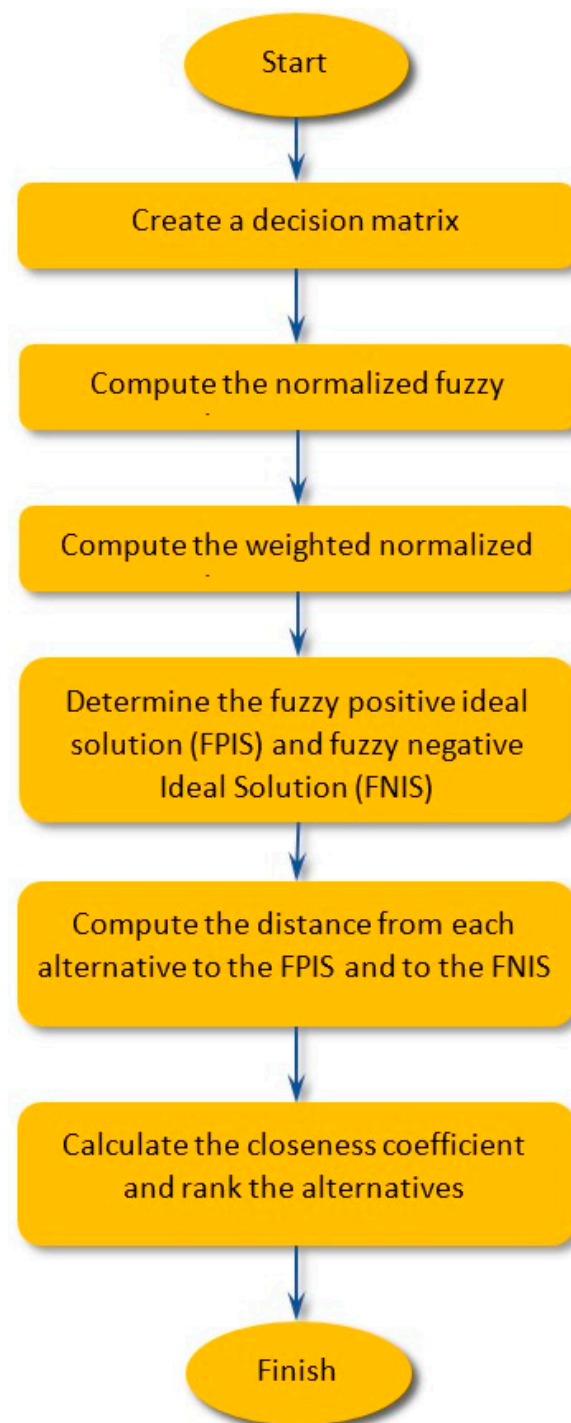 Start
Create a decision matrix
Compute the normalized fuzzy
Compute the weighted normalized
Determine the fuzzy positive ideal
solution (FPIS) and fuzzy negative
Ideal Solution (FNIS)
Compute the distance from each
alternative to the FPIS and to the FNIS
Calculate the closeness coefficient
and rank the alternatives
Finish